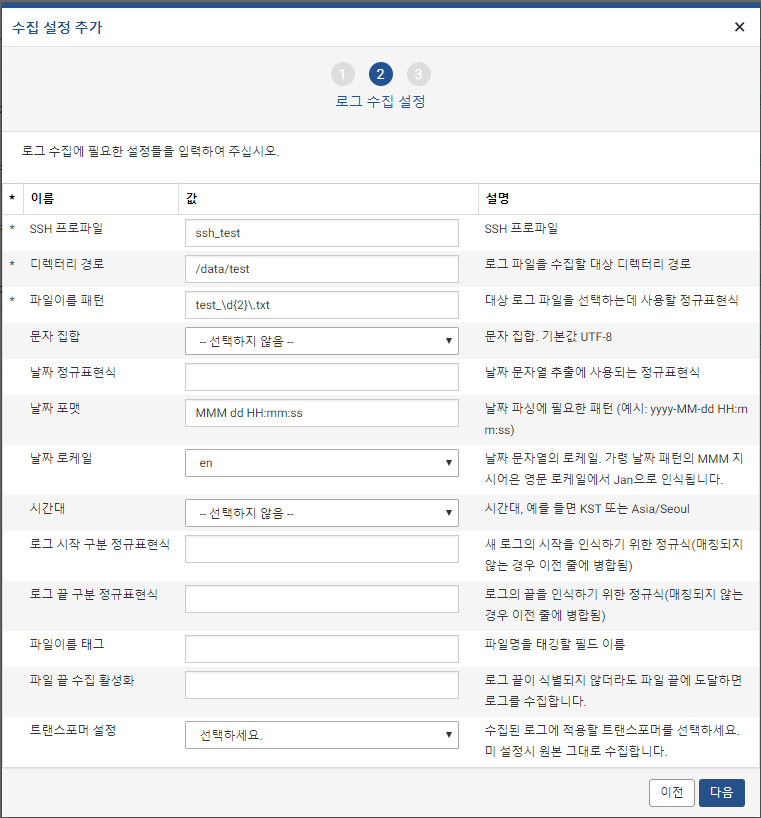 수집 설정 추가 ✕
1 2 3
로그 수집 설정
로그 수집에 필요한 설정들을 입력하여 주십시오.
* 이름 값 설명
* SSH 프로파일 ssh_test SSH 프로파일
* 디렉터리 경로 /data/test 로그 파일을 수집할 대상 디렉터리 경로
* 파일이름 패턴 test_\d{2}\.txt 대상 로그 파일을 선택하는데 사용할 정규표현식
문자 집합 -- 선택하지 않음 -- 문자 집합. 기본값 UTF-8
날짜 정규표현식 날짜 문자열 추출에 사용되는 정규표현식
날짜 포맷 MMM dd HH:mm:ss 날짜 파싱에 필요한 패턴 (예시: yyyy-MM-dd HH:m
m:ss)
날짜 로케일 en 날짜 문자열의 로케일. 가령 날짜 패턴의 MMM 지
시어은 영문 로케일에서 Jan으로 인식됩니다.
시간대 -- 선택하지 않음 -- 시간대, 예를 들면 KST 또는 Asia/Seoul
로그 시작 구분 정규표현식 새 로그의 시작을 인식하기 위한 정규식(매칭되지
않는 경우 이전 줄에 병합됨)
로그 끝 구분 정규표현식 로그의 끝을 인식하기 위한 정규식(매칭되지 않는
경우 이전 줄에 병합됨)
파일이름 태그 파일명을 태깅할 필드 이름
파일 끝 수집 활성화 로그 끝이 식별되지 않더라도 파일 끝에 도달하면
로그를 수집합니다.
트랜스포머 설정 선택하세요. 수집된 로그에 적용할 트랜스포머를 선택하세요.
미 설정시 원본 그대로 수집합니다.
이전 다음